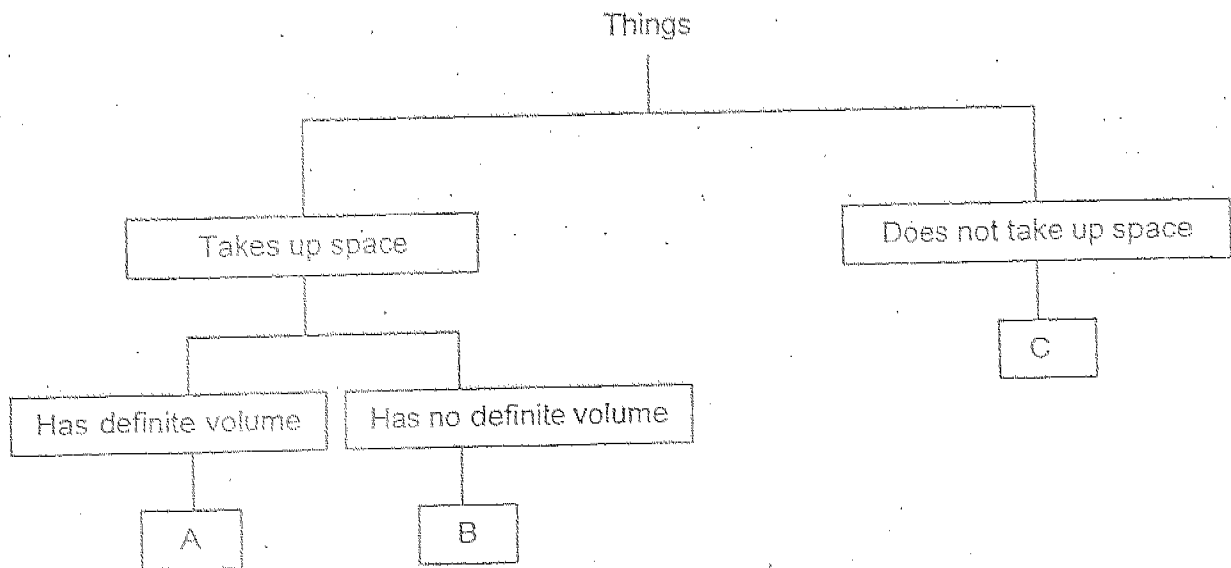 Things
Takes up space
Does not take up space
Has definite volume
Has no definite volume
A
B
C